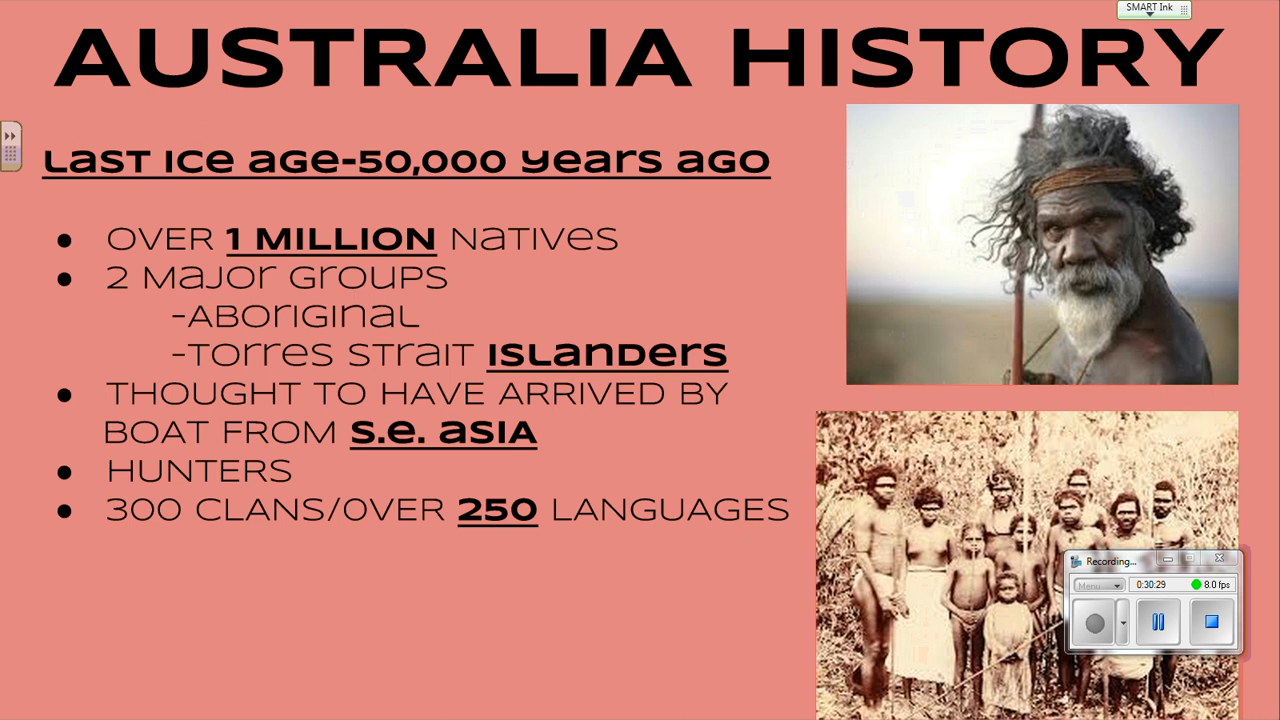 SMART Ink
AUSTRALIA HISTORY
Last Ice Age-50,000 years ago
● OVER 1 MILLION Natives
● 2 Major Groups
-Aboriginal
-Torres Strait Islanders
● THOUGHT TO HAVE ARRIVED BY
BOAT FROM S.E. ASIA
● HUNTERS
● 300 CLANS/OVER 250 LANGUAGES
Recording...
Menu 0:30:29 8.0 fps